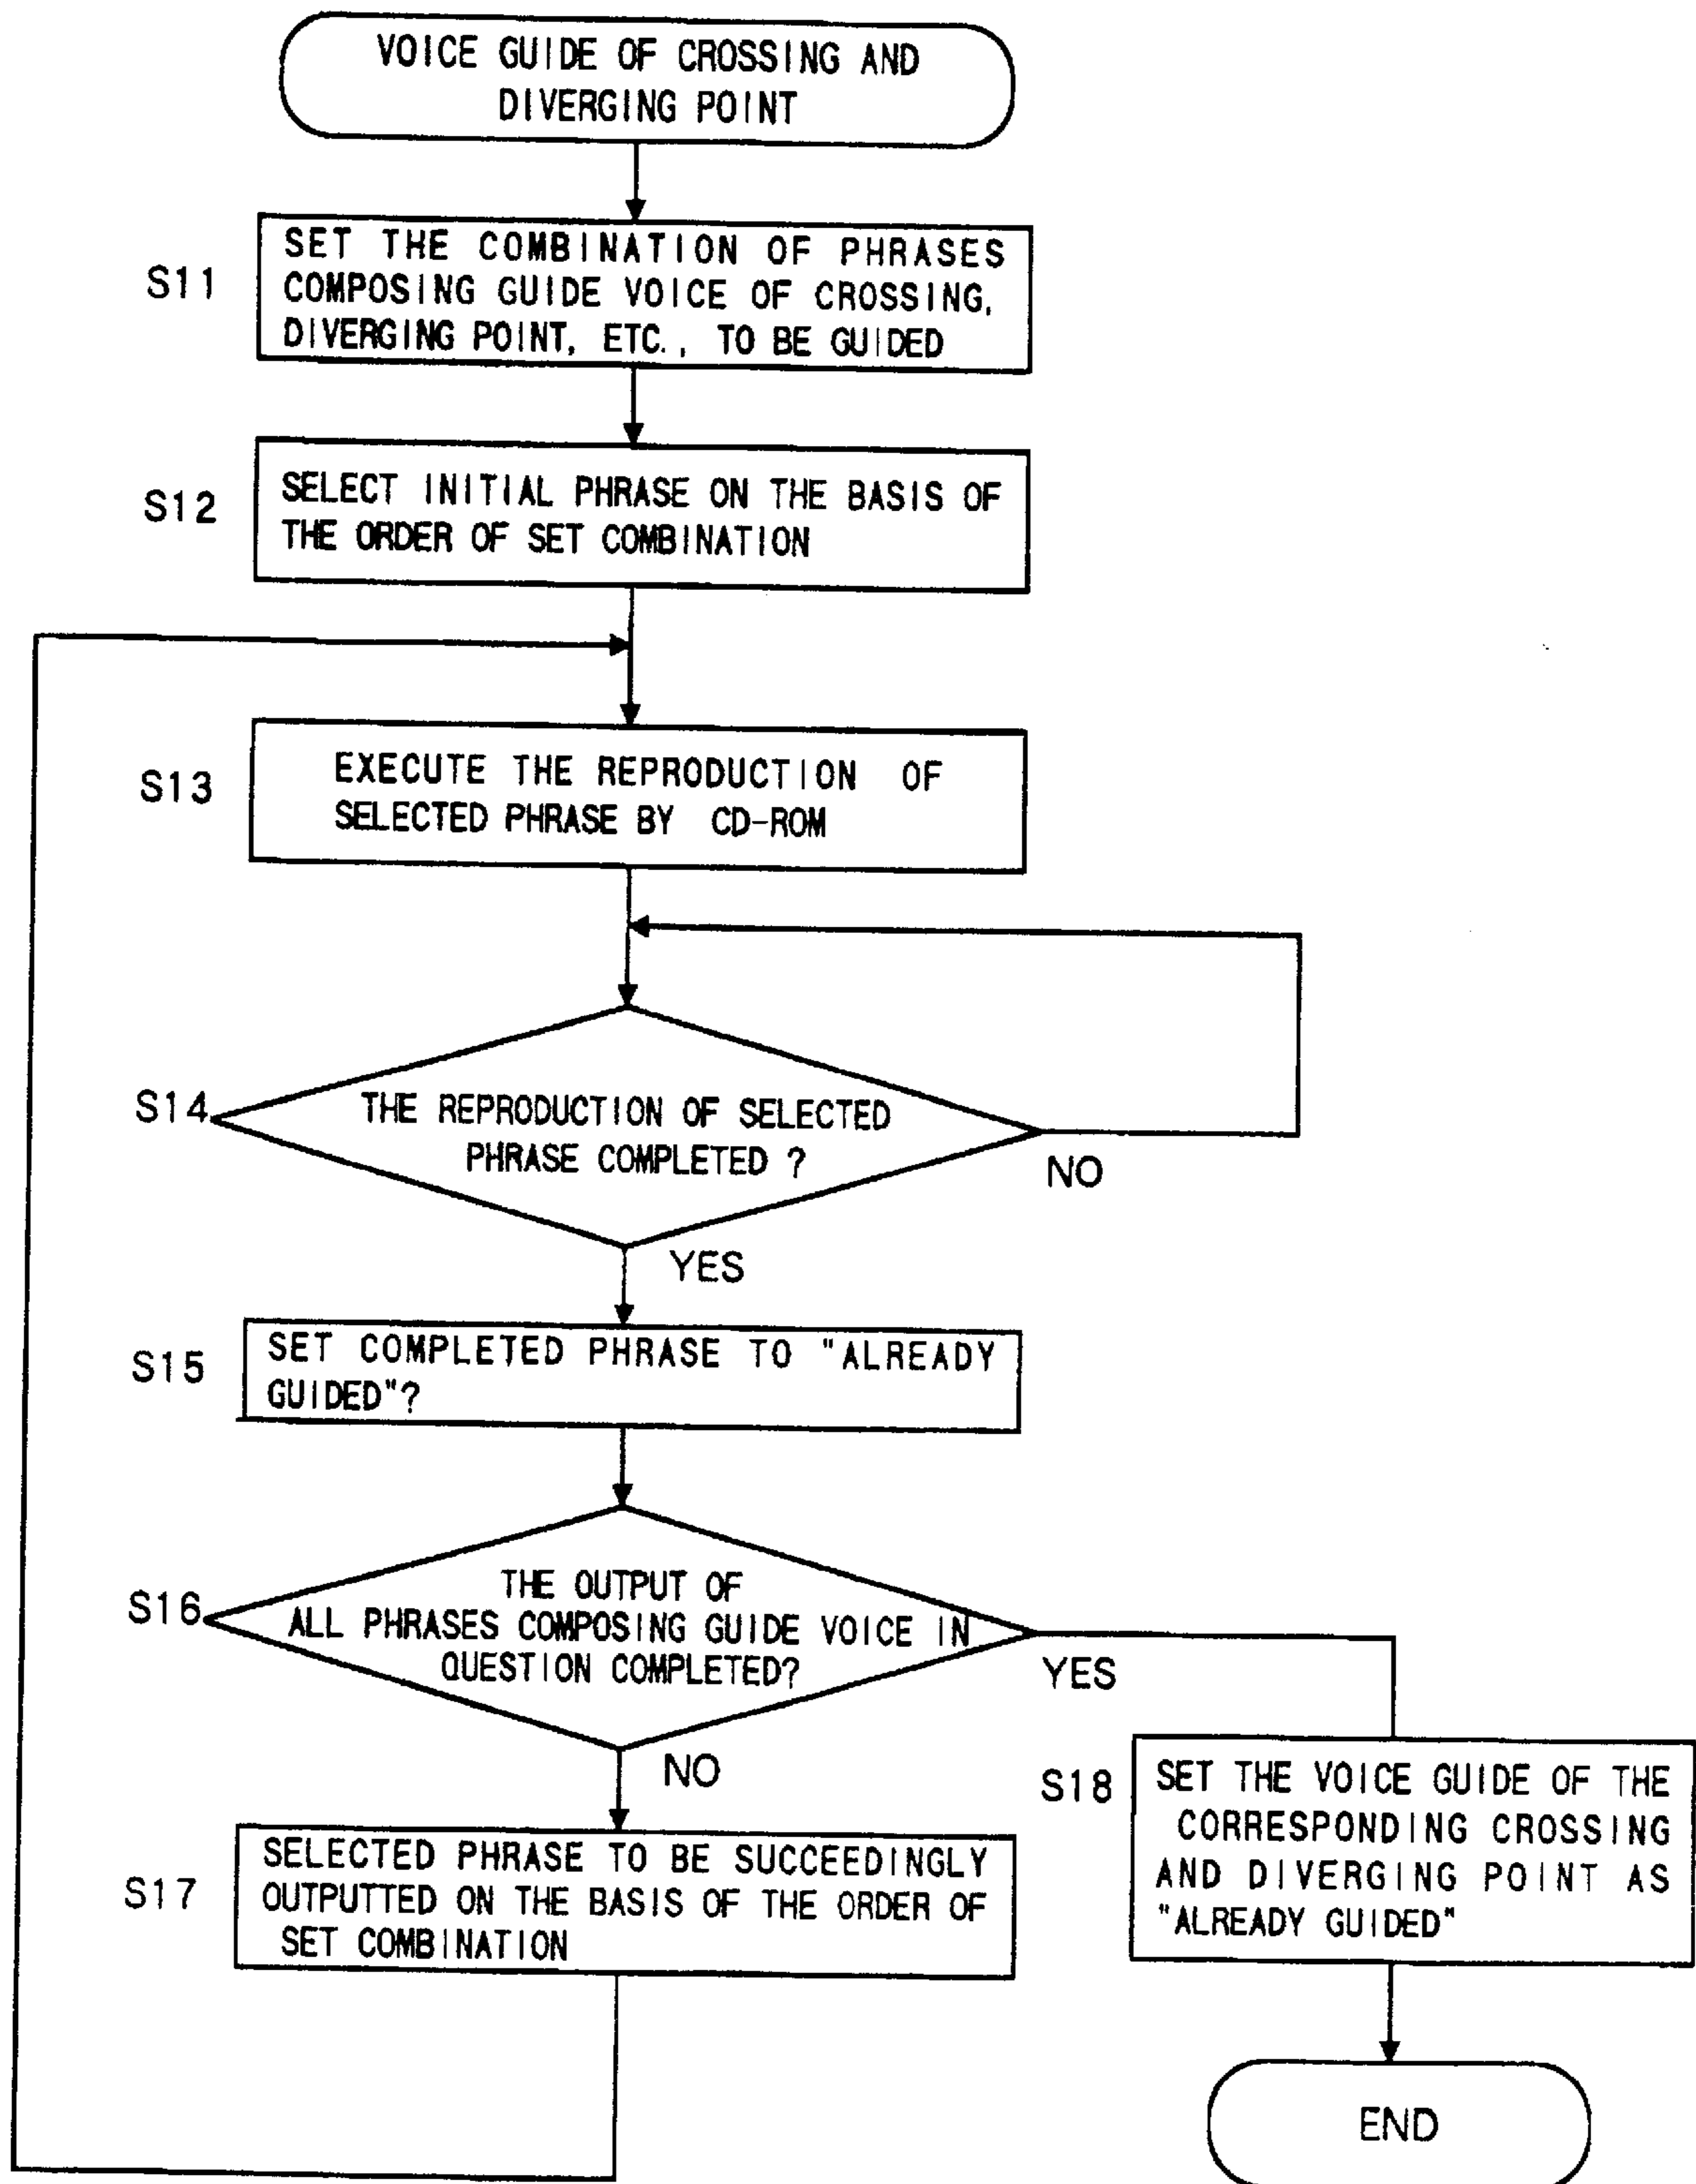 VOICE GUIDE OF CROSSING AND
DIVERGING POINT
S11
SET THE COMBINATION OF PHRASES
COMPOSING GUIDE VOICE OF CROSSING,
DIVERGING POINT, ETC., TO BE GUIDED
S12
SELECT INITIAL PHRASE ON THE BASIS OF
THE ORDER OF SET COMBINATION
S13
EXECUTE THE REPRODUCTION OF
SELECTED PHRASE BY CD-ROM
S14
THE REPRODUCTION OF SELECTED
PHRASE COMPLETED ?
NO
YES
S15
SET COMPLETED PHRASE TO "ALREADY
GUIDED"?
S16
THE OUTPUT OF
ALL PHRASES COMPOSING GUIDE VOICE IN
QUESTION COMPLETED?
YES
NO
S17
SELECTED PHRASE TO BE SUCCEEDINGLY
OUTPUTTED ON THE BASIS OF THE ORDER OF
SET COMBINATION
S18
SET THE VOICE GUIDE OF THE
CORRESPONDING CROSSING
AND DIVERGING POINT AS
"ALREADY GUIDED"
END